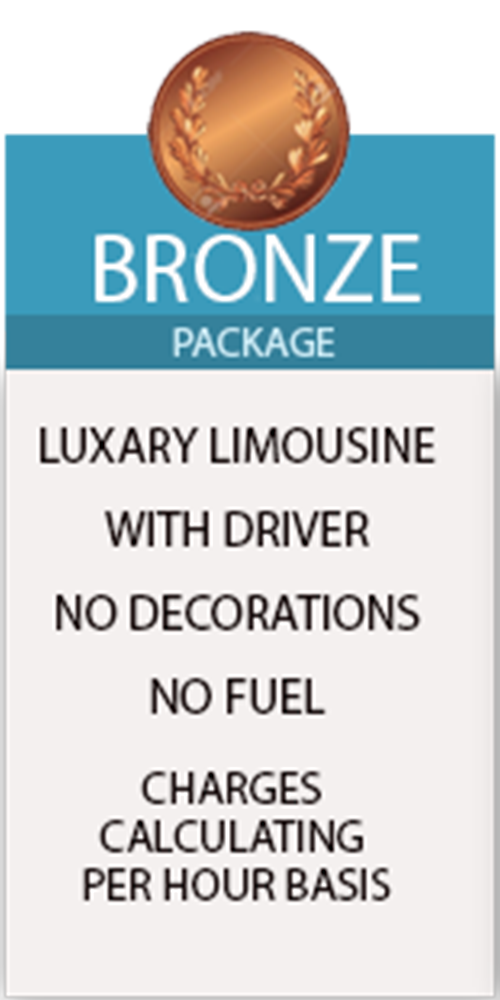 BRONZE
PACKAGE
LUXARY LIMOUSINE
WITH DRIVER
NO DECORATIONS
NO FUEL
CHARGES
CALCULATING
PER HOUR BASIS